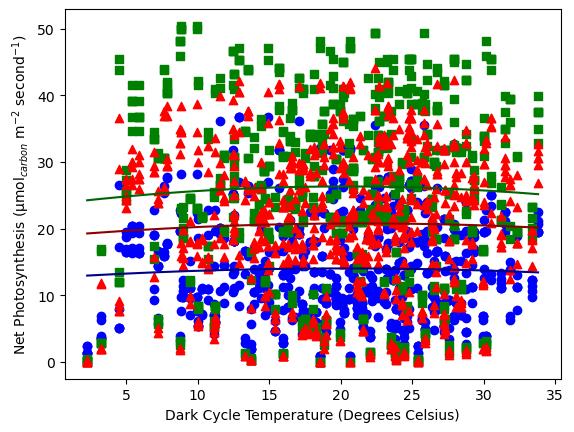 50
40
30
20
10
0
Net Photosynthesis (μmol$_{carbon}$ m$^{-2}$ second$^{-1}$)
5 10 15 20 25 30 35
Dark Cycle Temperature (Degrees Celsius)